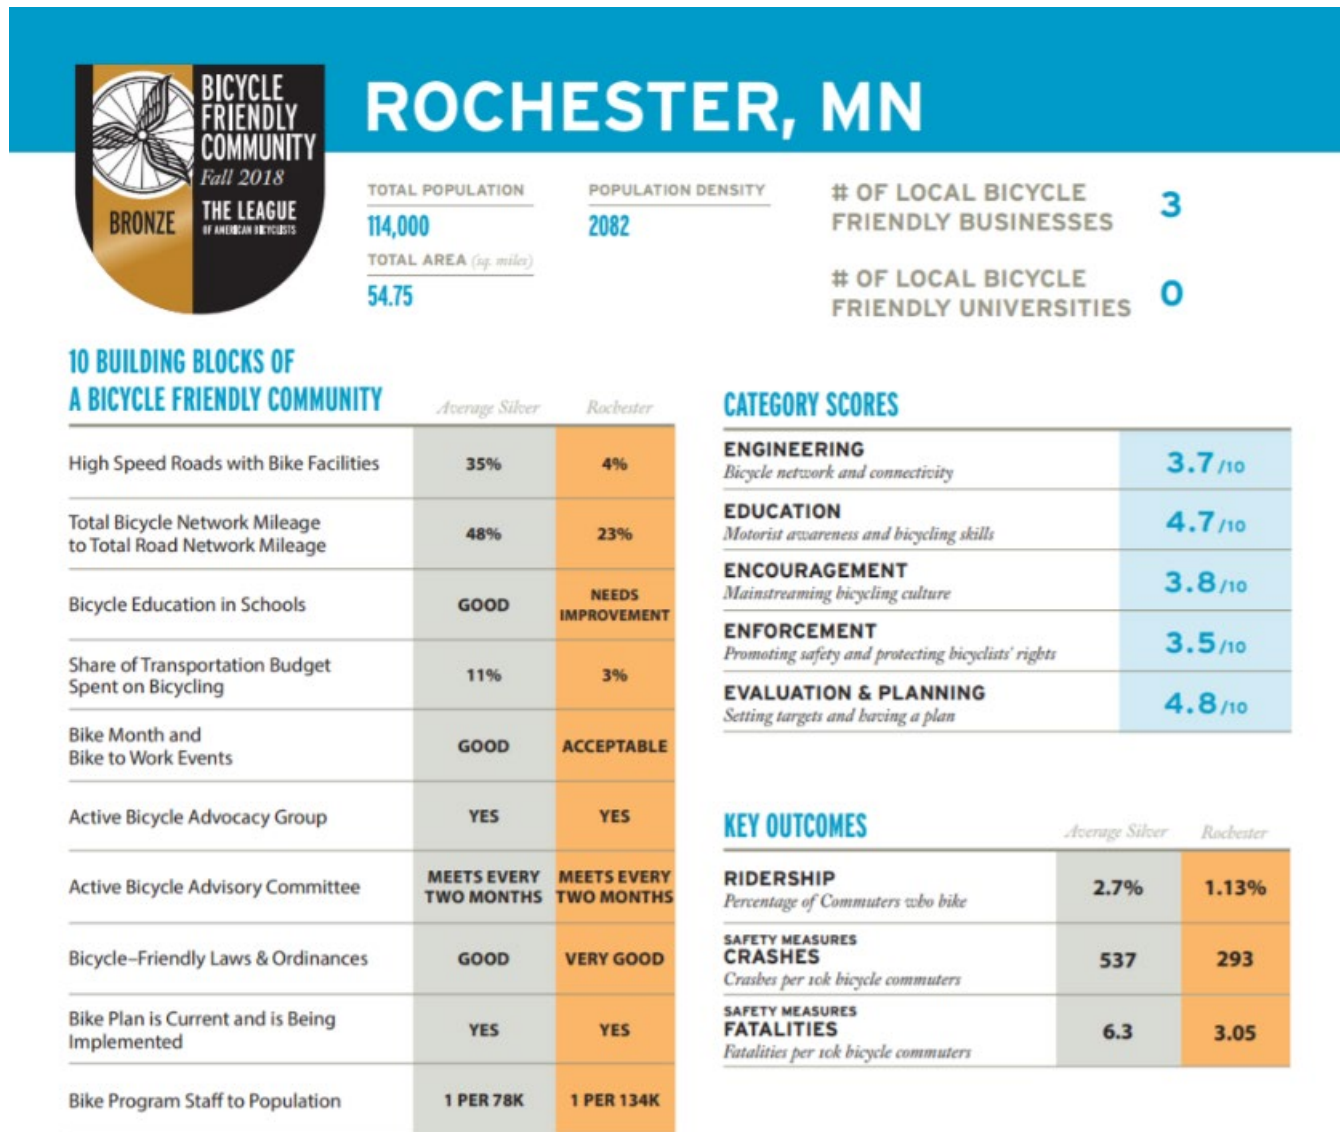 BICYCLE
FRIENDLY
COMMUNITY
Fall 2018
BRONZE
THE LEAGUE
OF AMERICAN BICYCLISTS
ROCHESTER, MN
TOTAL POPULATION
114,000
TOTAL AREA (sq. miles)
54.75
POPULATION DENSITY
2082
# OF LOCAL BICYCLE
FRIENDLY BUSINESSES 3
# OF LOCAL BICYCLE
FRIENDLY UNIVERSITIES 0
10 BUILDING BLOCKS OF
A BICYCLE FRIENDLY COMMUNITY Average Silver Rochester
High Speed Roads with Bike Facilities 35% 4%
Total Bicycle Network Mileage
to Total Road Network Mileage 48% 23%
Bicycle Education in Schools GOOD NEEDS
IMPROVEMENT
Share of Transportation Budget
Spent on Bicycling 11% 3%
Bike Month and
Bike to Work Events GOOD ACCEPTABLE
Active Bicycle Advocacy Group YES YES
Active Bicycle Advisory Committee MEETS EVERY TWO MONTHS MEETS EVERY TWO MONTHS
Bicycle–Friendly Laws & Ordinances GOOD VERY GOOD
Bike Plan is Current and is Being
Implemented YES YES
Bike Program Staff to Population 1 PER 78K 1 PER 134K
CATEGORY SCORES
ENGINEERING
Bicycle network and connectivity 3.7/10
EDUCATION
Motorist awareness and bicycling skills 4.7/10
ENCOURAGEMENT
Mainstreaming bicycling culture 3.8/10
ENFORCEMENT
Promoting safety and protecting bicyclists' rights 3.5/10
EVALUATION & PLANNING
Setting targets and having a plan 4.8/10
KEY OUTCOMES Average Silver Rochester
RIDERSHIP
Percentage of Commuters who bike 2.7% 1.13%
SAFETY MEASURES
CRASHES
Crashes per 10k bicycle commuters 537 293
SAFETY MEASURES
FATALITIES
Fatalities per 10k bicycle commuters 6.3 3.05